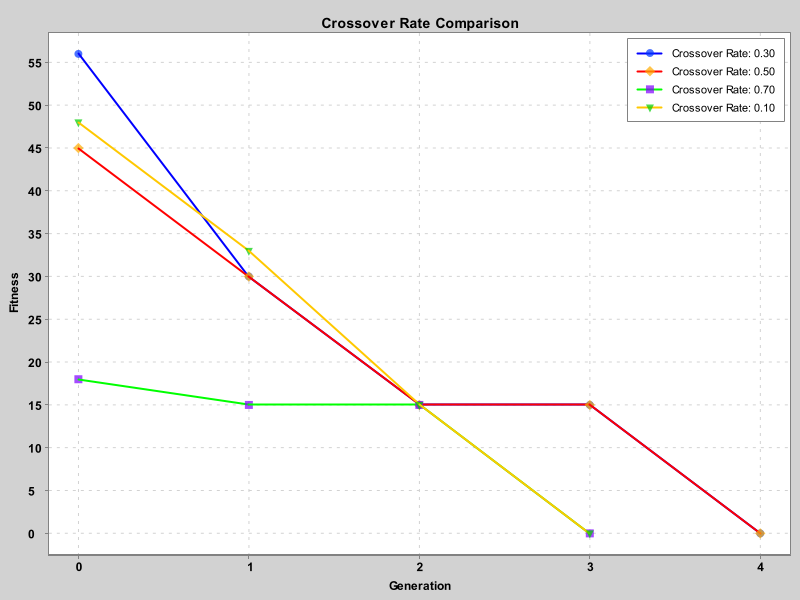 Crossover Rate Comparison
Crossover Rate: 0.30
Crossover Rate: 0.50
Crossover Rate: 0.70
Crossover Rate: 0.10
Fitness
55
50
45
40
35
30
25
20
15
10
5
0
0 1 2 3 4
Generation